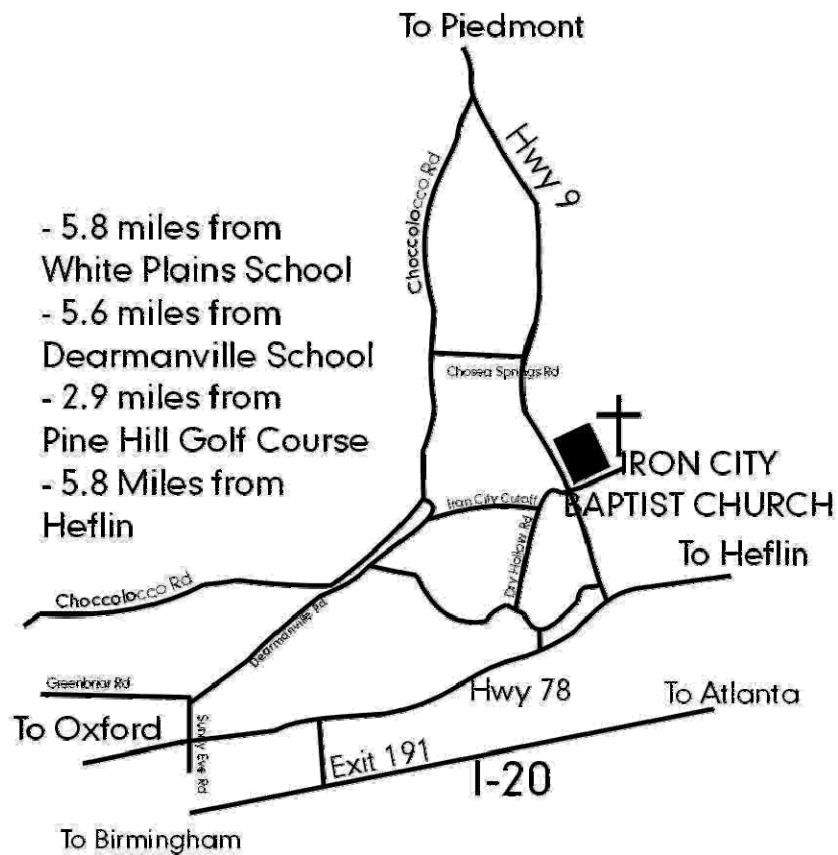 To Piedmont
Hwy 9
Choccolocco Rd
- 5.8 miles from
White Plains School
- 5.6 miles from
Dearmanville School
- 2.9 miles from
Pine Hill Golf Course
- 5.8 Miles from
Heflin
Chosea Springs Rd
IRON CITY
BAPTIST CHURCH
Iron City Cutoff
Dry Hollow Rd
To Heflin
Choccolocco Rd
Dearmanville Rd
Greenbriar Rd
Hwy 78
To Atlanta
To Oxford
Sunny Eve Rd
Exit 191
I-20
To Birmingham